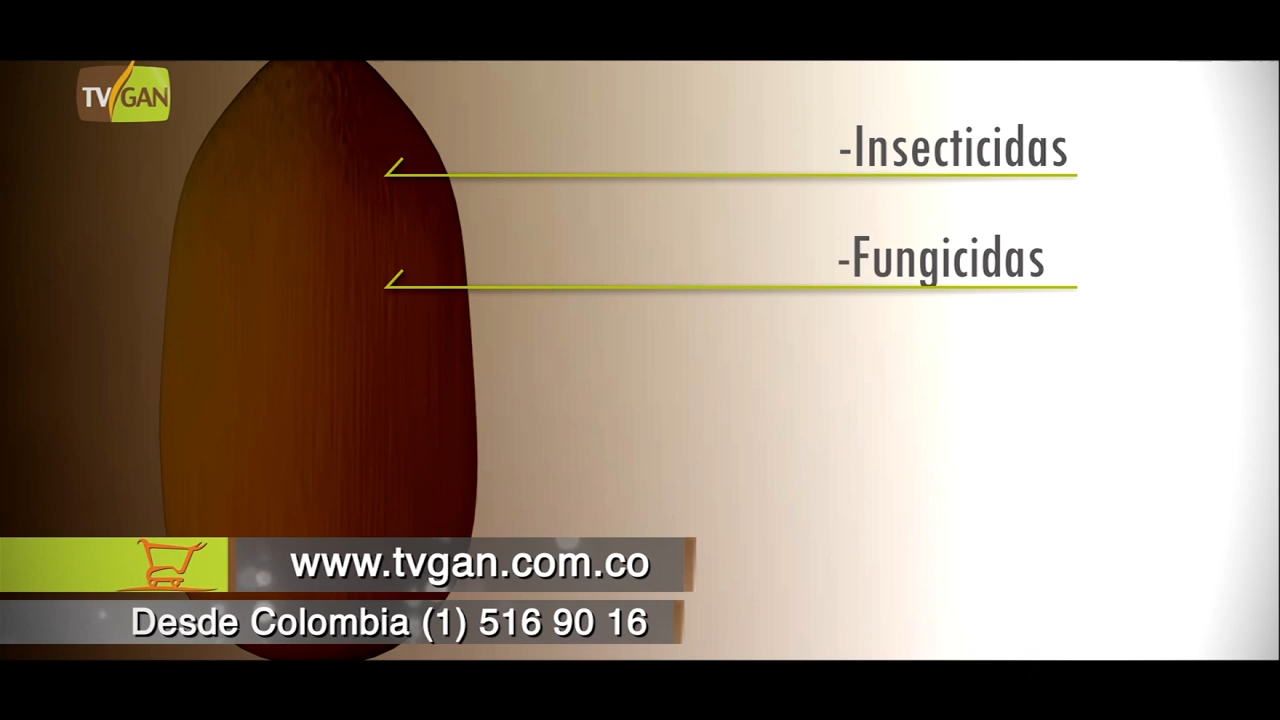 TV GAN
-Insecticidas
-Fungicidas
www.tvgan.com.co
Desde Colombia (1) 516 90 16